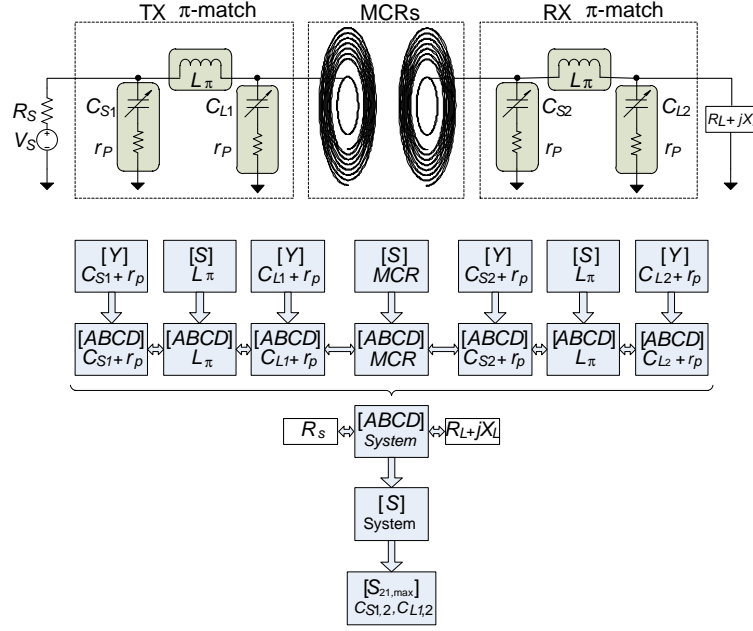 TX π-match
MCRs
RX π-match
Lπ
Lπ
CS1
CL1
CS2
CL2
RS
VS
rP
rP
rP
rP
RL+jX
[Y]
CS1+ rp
[S]
Lπ
[Y]
CL1+ rp
[S]
MCR
[Y]
CS2+ rp
[S]
Lπ
[Y]
CL2+ rp
[ABCD]
CS1+ rp
[ABCD]
Lπ
[ABCD]
CL1+ rp
[ABCD]
MCR
[ABCD]
CS2+ rp
[ABCD]
Lπ
[ABCD]
CL2 + rp
Rs
[ABCD]
System
RL+jXL
[S]
System
[S21,max]
CS1,2, CL1,2